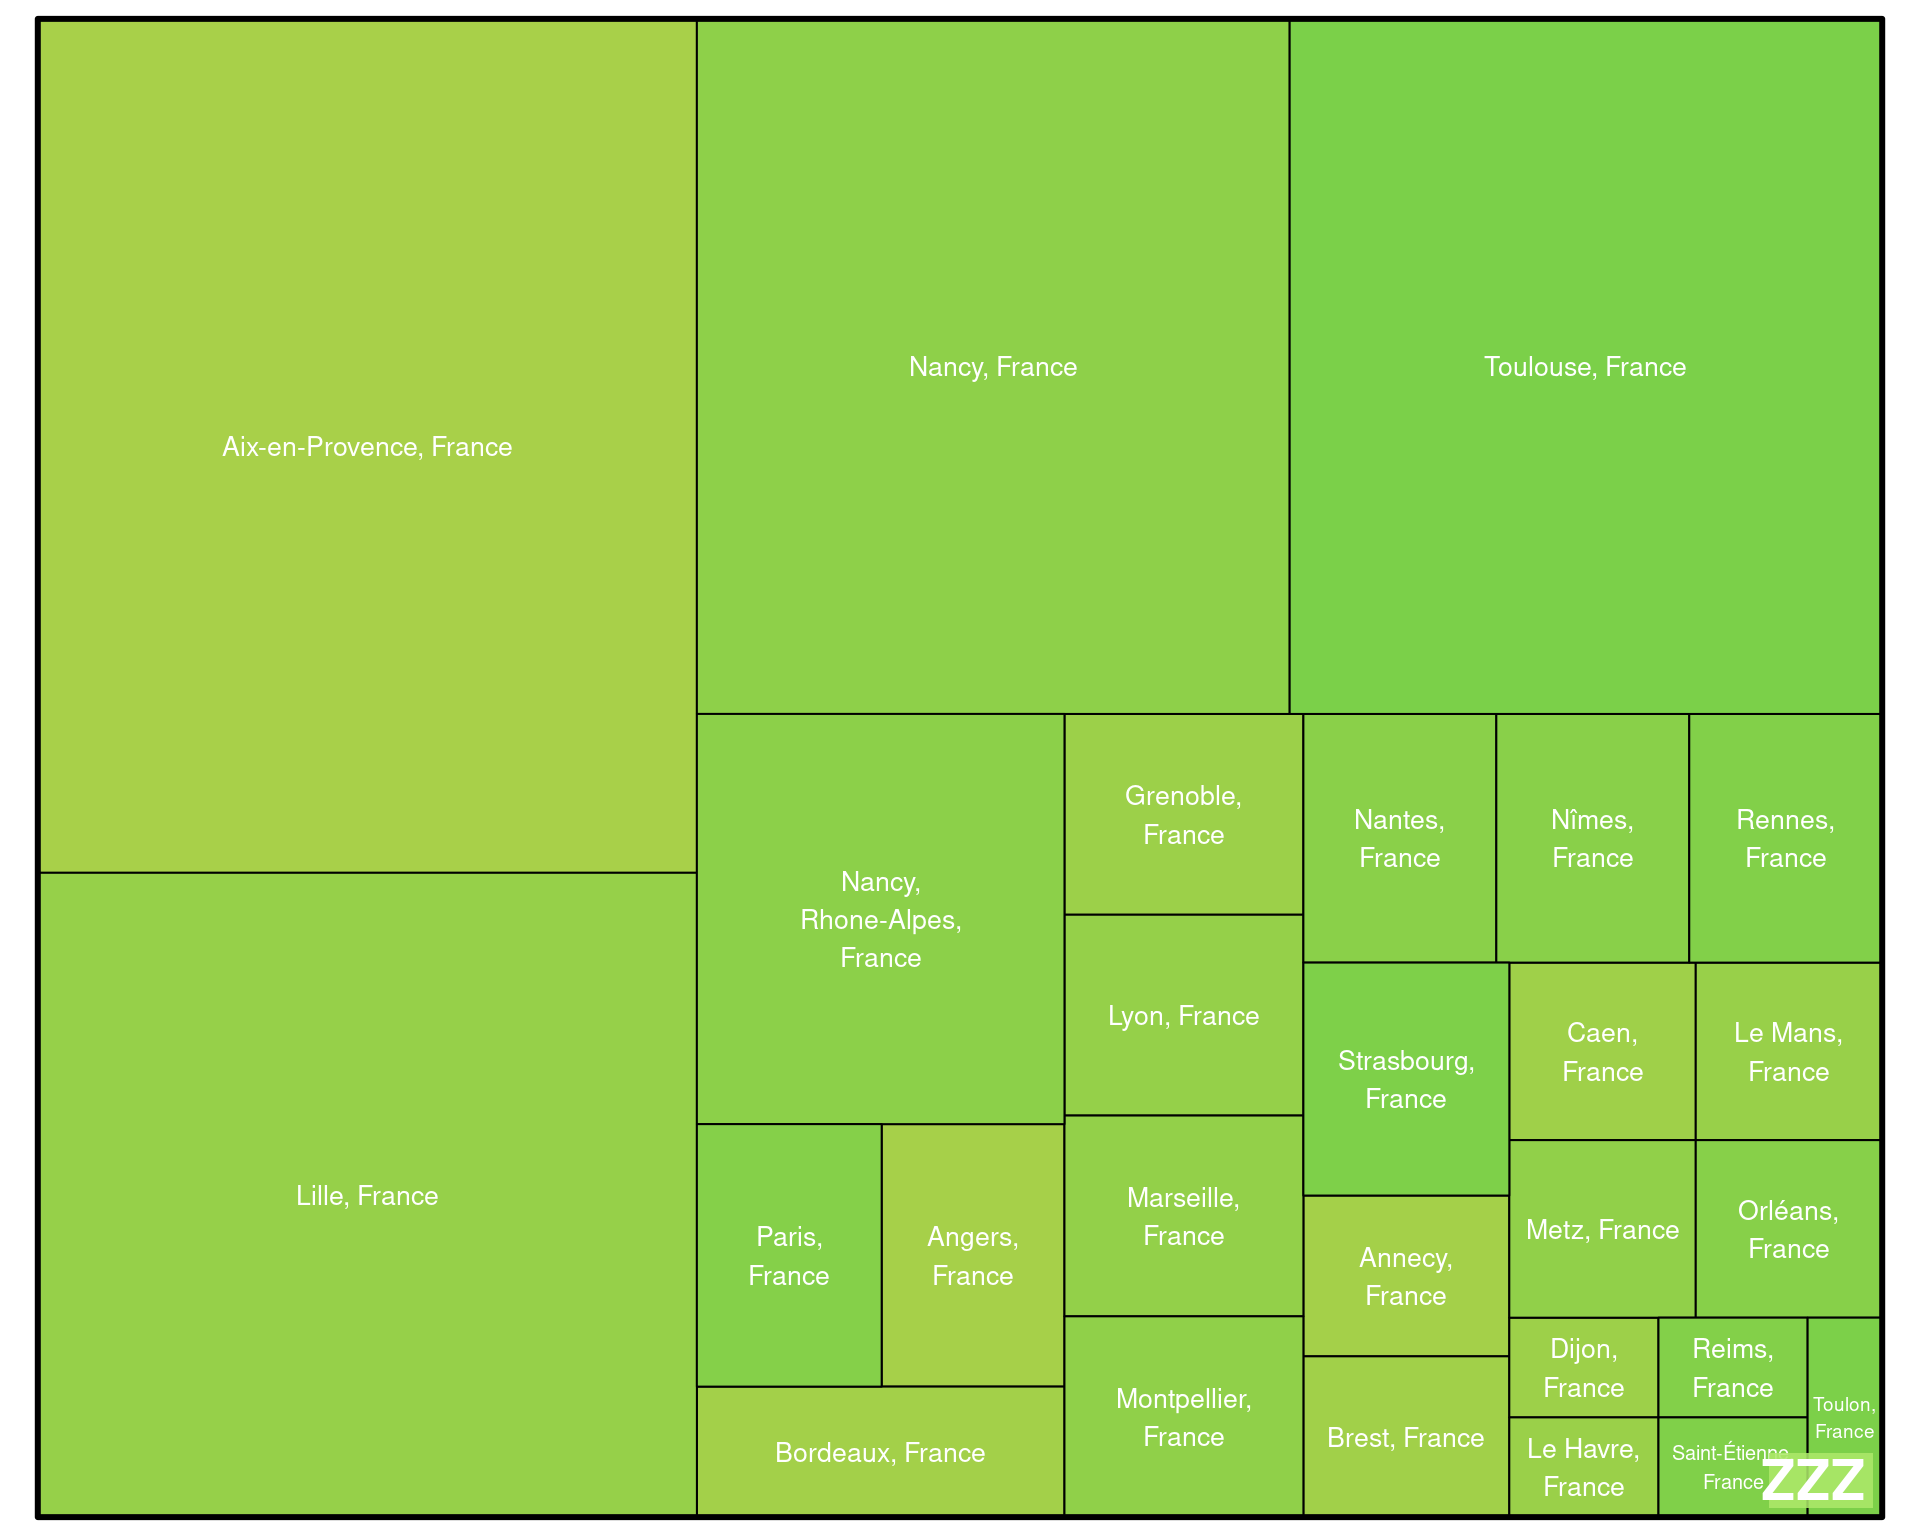 Aix-en-Provence, France
Nancy, France
Toulouse, France
Lille, France
Nancy,
Rhone-Alpes,
France
Grenoble,
France
Nantes,
France
Nîmes,
France
Rennes,
France
Lyon, France
Strasbourg,
France
Caen,
France
Le Mans,
France
Paris,
France
Angers,
France
Marseille,
France
Annecy,
France
Metz, France
Orléans,
France
Bordeaux, France
Montpellier,
France
Brest, France
Dijon,
France
Reims,
France
Toulon,
France
Le Havre,
France
Saint-Étienne,
France
ZZZ